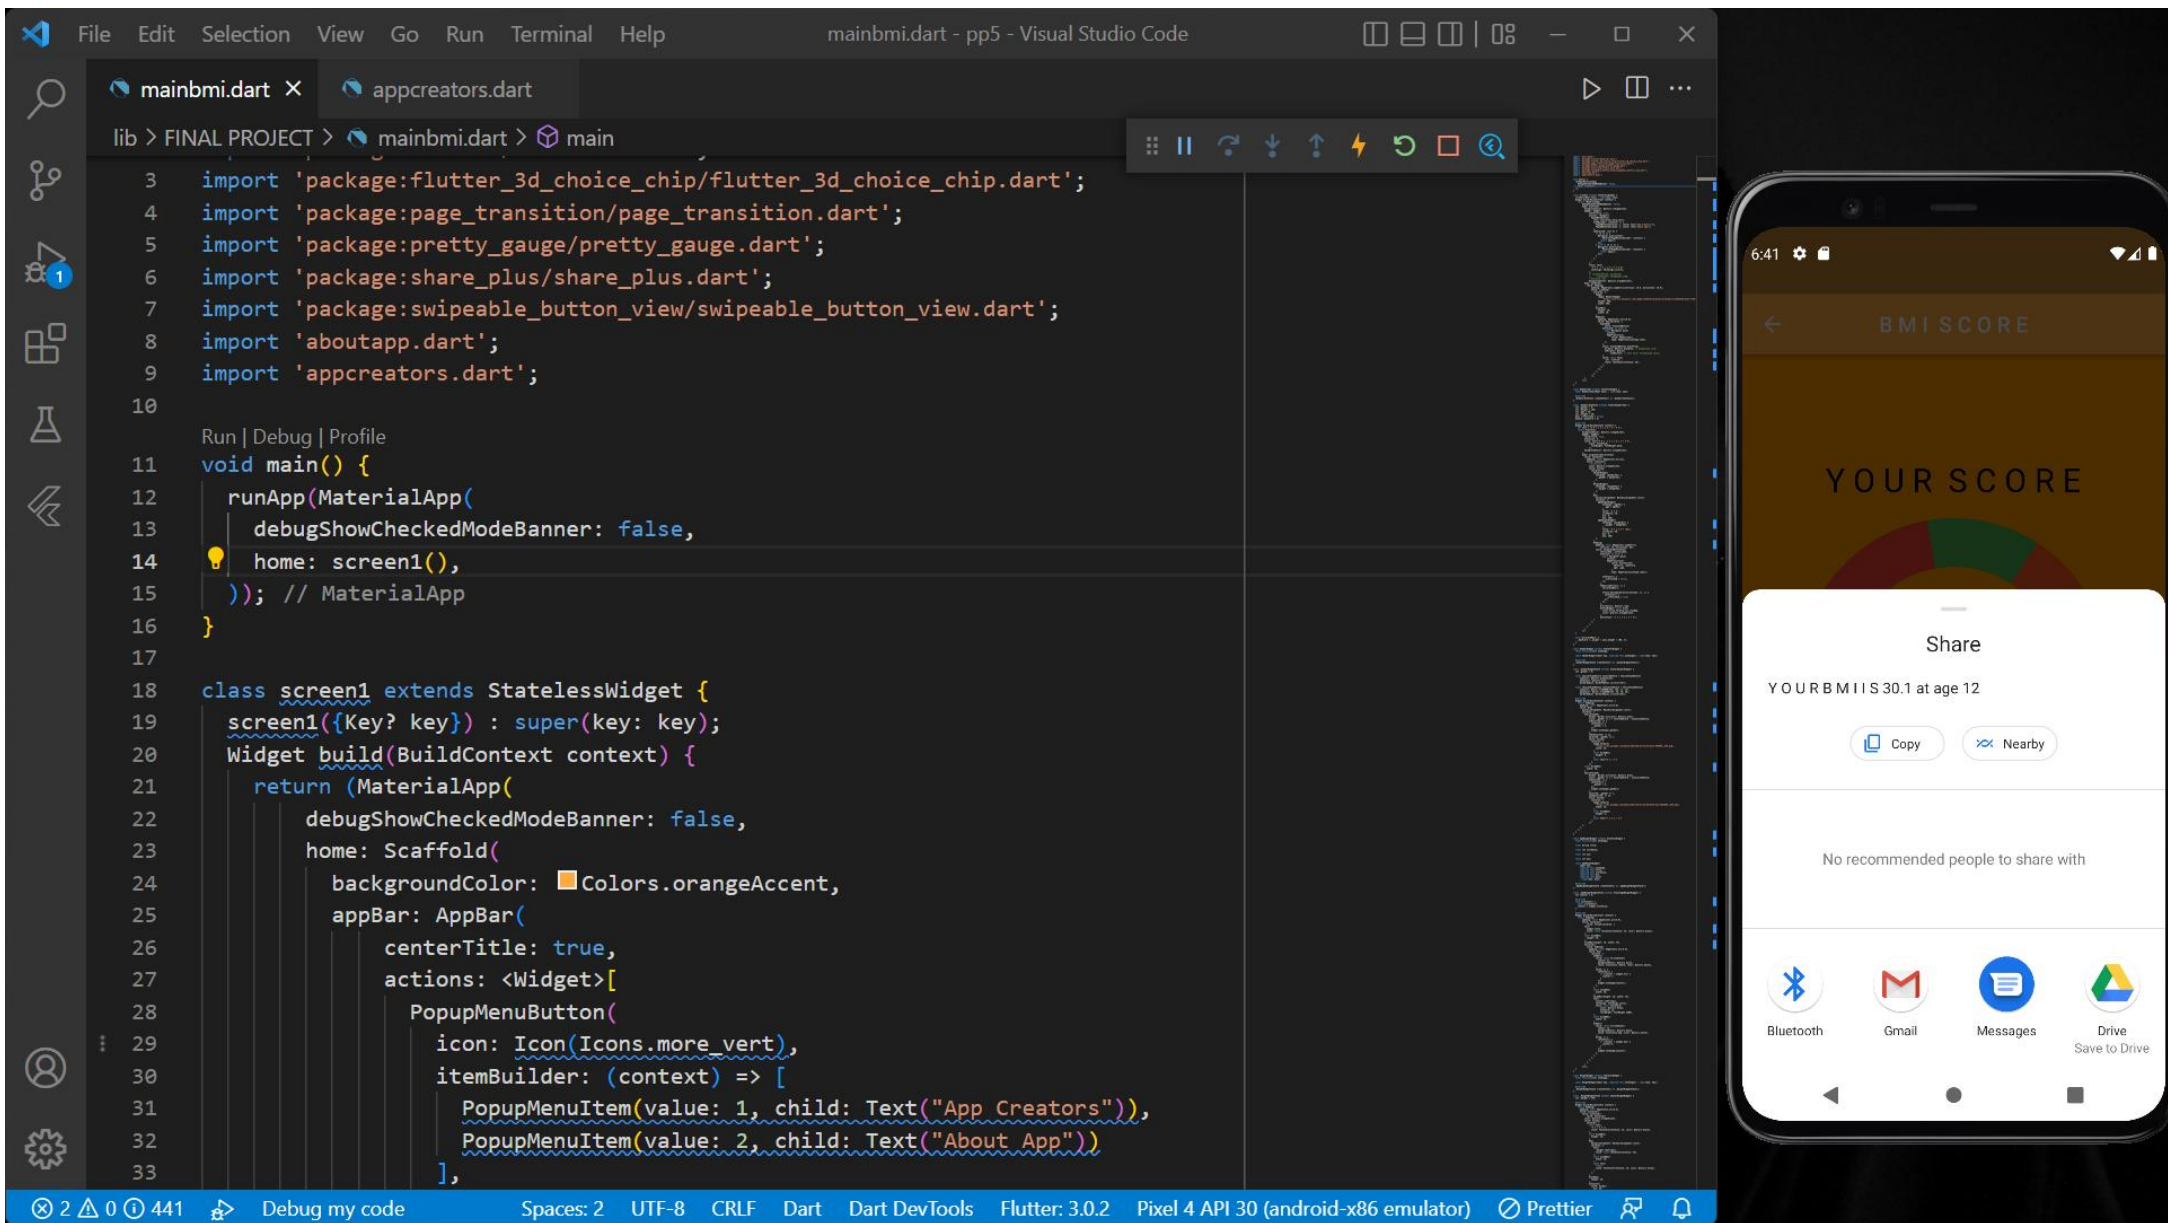 File Edit Selection View Go Run Terminal Help mainbmi.dart - pp5 - Visual Studio Code
mainbmi.dart appcreators.dart
lib > FINAL PROJECT > mainbmi.dart > main
3 import 'package:flutter_3d_choice_chip/flutter_3d_choice_chip.dart';
4 import 'package:page_transition/page_transition.dart';
5 import 'package:pretty_gauge/pretty_gauge.dart';
6 import 'package:share_plus/share_plus.dart';
7 import 'package:swipeable_button_view/swipeable_button_view.dart';
8 import 'aboutapp.dart';
9 import 'appcreators.dart';
10
Run | Debug | Profile
11 void main() {
12 runApp(MaterialApp(
13 debugShowCheckedModeBanner: false,
14 home: screen1(),
15 )); // MaterialApp
16 }
17
18 class screen1 extends StatelessWidget {
19 screen1({Key? key}) : super(key: key);
20 Widget build(BuildContext context) {
21 return (MaterialApp(
22 debugShowCheckedModeBanner: false,
23 home: Scaffold(
24 backgroundColor: Colors.orangeAccent,
25 appBar: AppBar(
26 centerTitle: true,
27 actions: <Widget>[
28 PopupMenuButton(
29 icon: Icon(Icons.more_vert),
30 itemBuilder: (context) => [
31 PopupMenuItem(value: 1, child: Text("App Creators")),
32 PopupMenuItem(value: 2, child: Text("About App"))
33 ],
1
2 0 441 Debug my code Spaces: 2 UTF-8 CRLF Dart Dart DevTools Flutter: 3.0.2 Pixel 4 API 30 (android-x86 emulator) Prettier
6:41
B M I S C O R E
Y O U R S C O R E
Share
Y O U R B M I I S 30.1 at age 12
Copy Nearby
No recommended people to share with
Bluetooth Gmail Messages Drive
Save to Drive